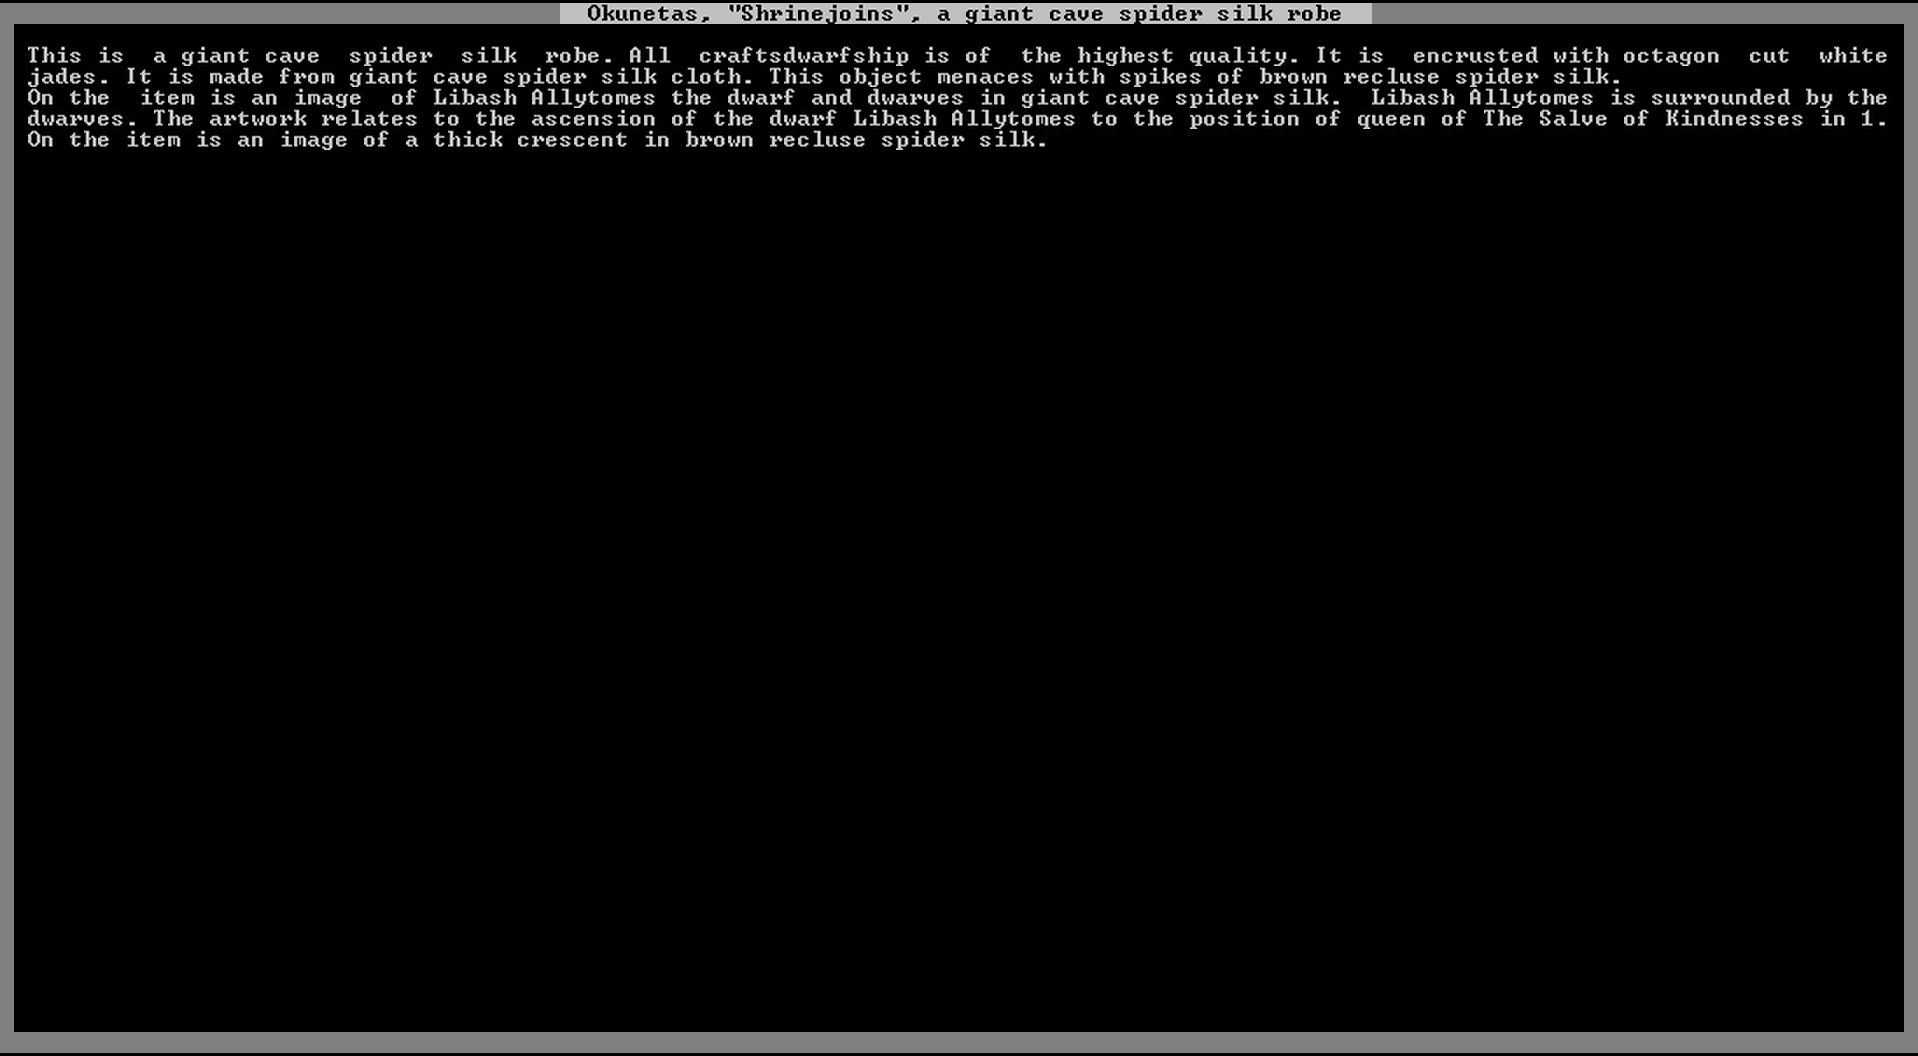 Okunetas, "Shrinejoins", a giant cave spider silk robe
This is a giant cave spider silk robe. All craftsdwarfship is of the highest quality. It is encrusted with octagon cut white
jades. It is made from giant cave spider silk cloth. This object menaces with spikes of brown recluse spider silk.
On the item is an image of Libash Allytomes the dwarf and dwarves in giant cave spider silk. Libash Allytomes is surrounded by the
dwarves. The artwork relates to the ascension of the dwarf Libash Allytomes to the position of queen of The Salve of Kindnesses in 1.
On the item is an image of a thick crescent in brown recluse spider silk.